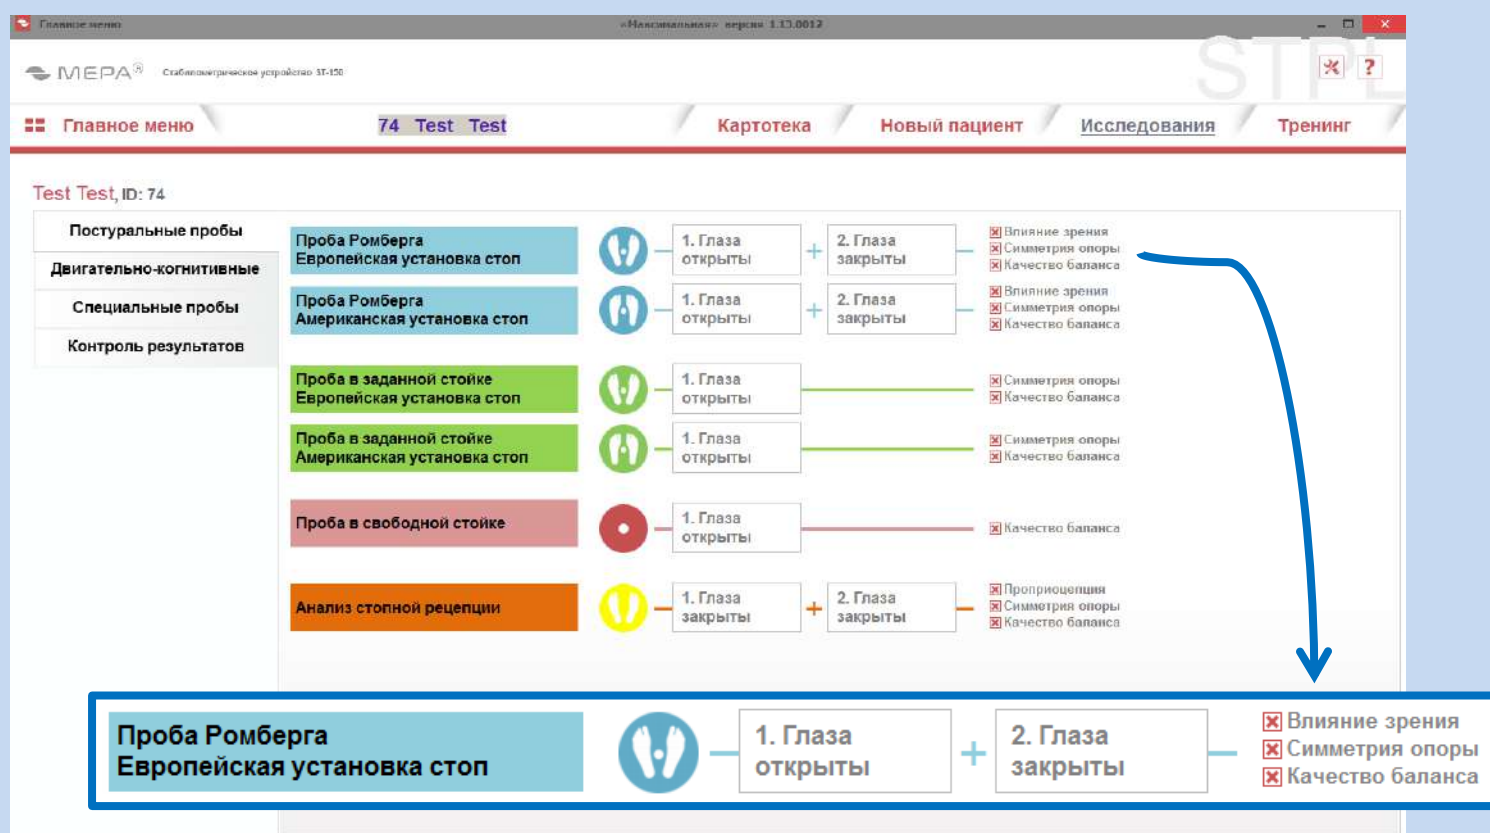 Главное меню
«Максимальная» версия 1.13.0012
МЕРА® Стабилометрическое устройство ST-150
STPL
?
Главное меню
74 Test Test
Картотека
Новый пациент
Исследования
Тренинг
Test Test, ID: 74
Постуральные пробы
Двигательно-когнитивные
Специальные пробы
Контроль результатов
Проба Ромберга
Европейская установка стоп
1. Глаза
открыты
+
2. Глаза
закрыты
Влияние зрения
Симметрия опоры
Качество баланса
Проба Ромберга
Американская установка стоп
1. Глаза
открыты
+
2. Глаза
закрыты
Влияние зрения
Симметрия опоры
Качество баланса
Проба в заданной стойке
Европейская установка стоп
1. Глаза
открыты
Симметрия опоры
Качество баланса
Проба в заданной стойке
Американская установка стоп
1. Глаза
открыты
Симметрия опоры
Качество баланса
Проба в свободной стойке
1. Глаза
открыты
Качество баланса
Анализ стопной рецепции
1. Глаза
закрыты
+
2. Глаза
закрыты
Проприоцепция
Симметрия опоры
Качество баланса
Проба Ромберга
Европейская установка стоп
1. Глаза
открыты
+
2. Глаза
закрыты
Влияние зрения
Симметрия опоры
Качество баланса